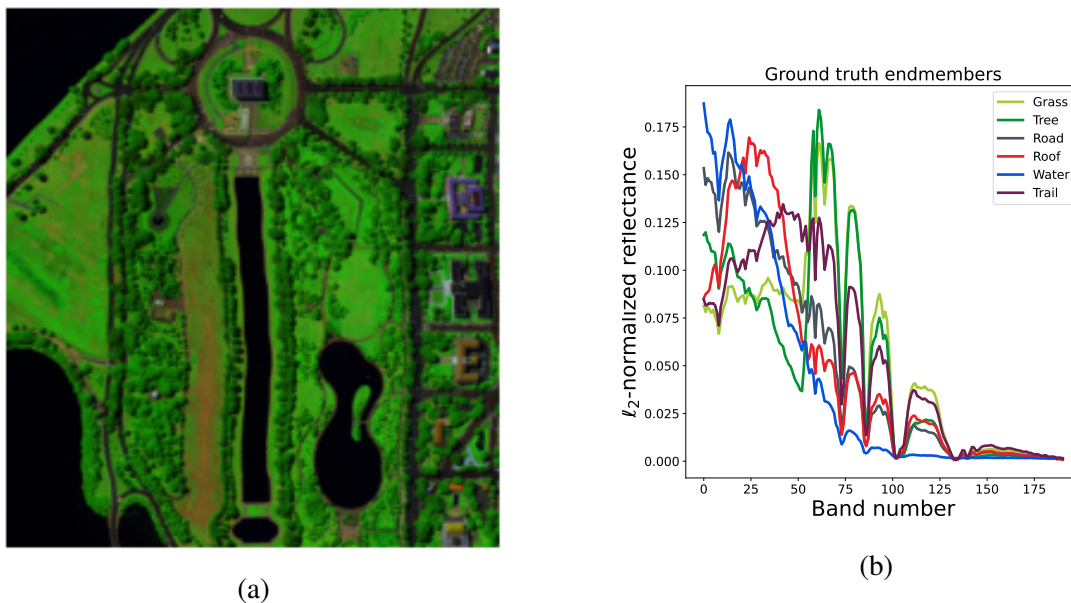 Ground truth endmembers
Grass
Tree
Road
Roof
Water
Trail
ℓ₂-normalized reflectance
0.175
0.150
0.125
0.100
0.075
0.050
0.025
0.000
0 25 50 75 100 125 150 175
Band number
(a)
(b)